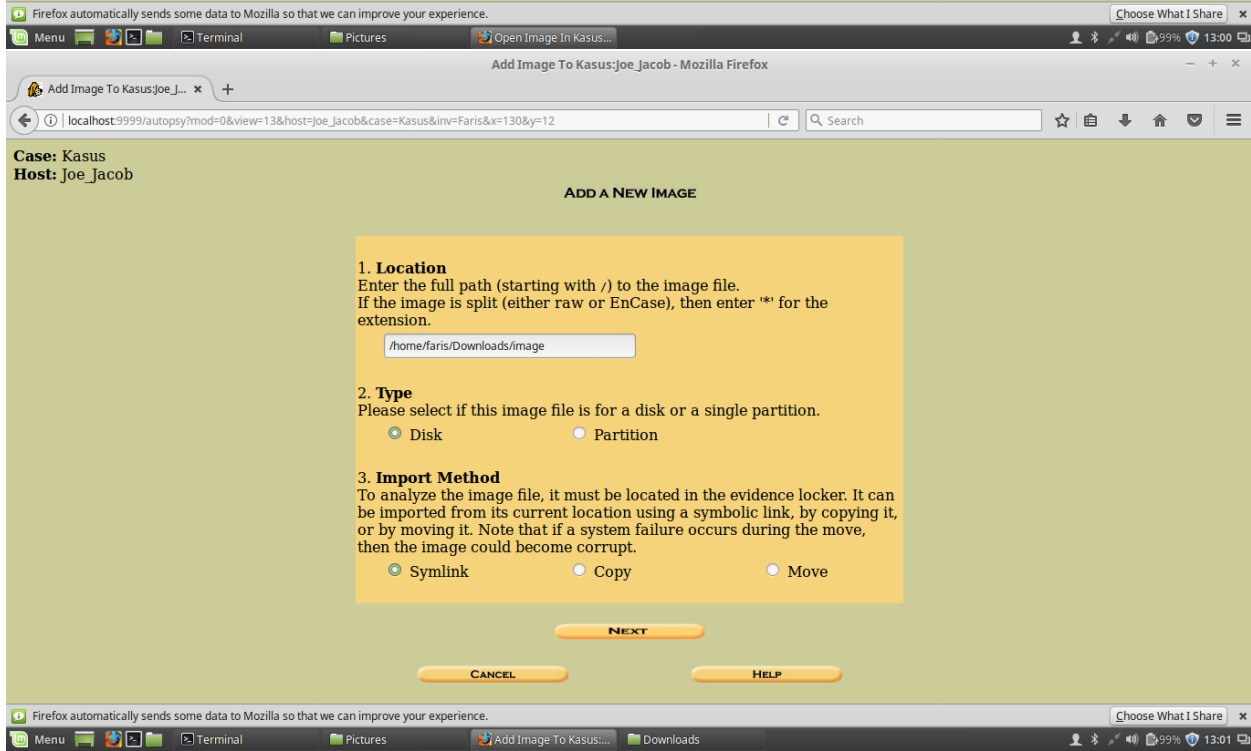 Firefox automatically sends some data to Mozilla so that we can improve your experience. Choose What I Share ×
Menu Terminal Pictures Open Image In Kasus... 99% 13:00
Add Image To Kasus:Joe_Jacob - Mozilla Firefox
Add Image To Kasus:Joe_J... × +
localhost:9999/autopsy?mod=0&view=13&host=Joe_Jacob&case=Kasus&inv=Faris&x=130&y=12 Search
Case: Kasus
Host: Joe_Jacob
ADD A NEW IMAGE
1. Location
Enter the full path (starting with /) to the image file.
If the image is split (either raw or EnCase), then enter '*' for the
extension.
/home/faris/Downloads/image
2. Type
Please select if this image file is for a disk or a single partition.
Disk Partition
3. Import Method
To analyze the image file, it must be located in the evidence locker. It can
be imported from its current location using a symbolic link, by copying it,
or by moving it. Note that if a system failure occurs during the move,
then the image could become corrupt.
Symlink Copy Move
NEXT
CANCEL HELP
Firefox automatically sends some data to Mozilla so that we can improve your experience. Choose What I Share ×
Menu Terminal Pictures Add Image To Kasus:... Downloads 99% 13:01